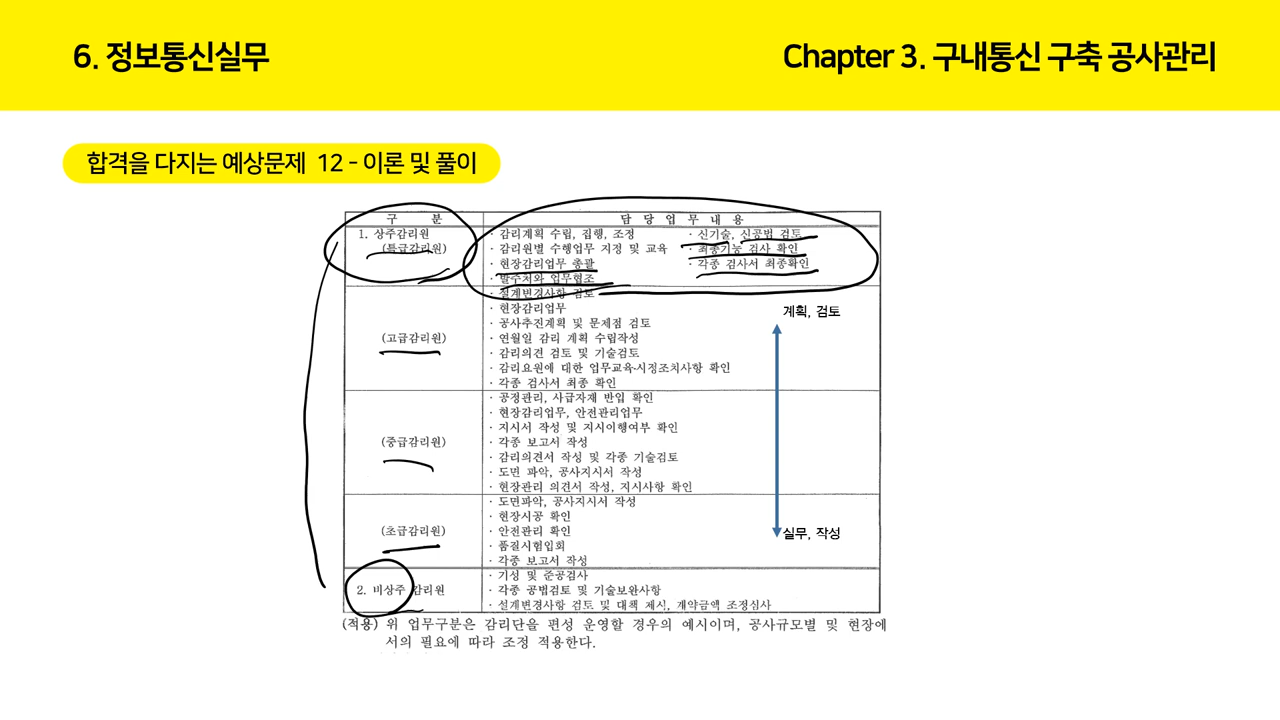 6. 정보통신실무
Chapter 3. 구내통신 구축 공사관리
합격을 다지는 예상문제 12 - 이론 및 풀이
구 분
담 당 업 무 내 용
1. 상주감리원
(특급감리원)
· 감리계획 수립, 집행, 조정
· 감리원별 수행업무 지정 및 교육
· 현장감리업무 총괄
· 발주처와 업무협조
· 신기술, 신공법 검토
· 최종기능 검사 확인
· 각종 검사서 최종확인
(고급감리원)
· 설계변경사항 검토
· 현장감리업무
· 공사추진계획 및 문제점 검토
· 연월일 감리 계획 수립작성
· 감리의견 검토 및 기술검토
· 감리요원에 대한 업무교육·시정조치사항 확인
· 각종 검사서 최종 확인
계획, 검토
(중급감리원)
· 공정관리, 사급자재 반입 확인
· 현장감리업무, 안전관리업무
· 지시서 작성 및 지시이행여부 확인
· 각종 보고서 작성
· 감리의견서 작성 및 각종 기술검토
· 도면 파악, 공사지시서 작성
· 현장관리 의견서 작성, 지시사항 확인
(초급감리원)
· 도면파악, 공사지시서 작성
· 현장시공 확인
· 안전관리 확인
· 품질시험입회
· 각종 보고서 작성
실무, 작성
2. 비상주 감리원
· 기성 및 준공검사
· 각종 공법검토 및 기술보완사항
· 설계변경사항 검토 및 대책 제시, 계약금액 조정심사
(적용) 위 업무구분은 감리단을 편성 운영할 경우의 예시이며, 공사규모별 및 현장에
서의 필요에 따라 조정 적용한다.